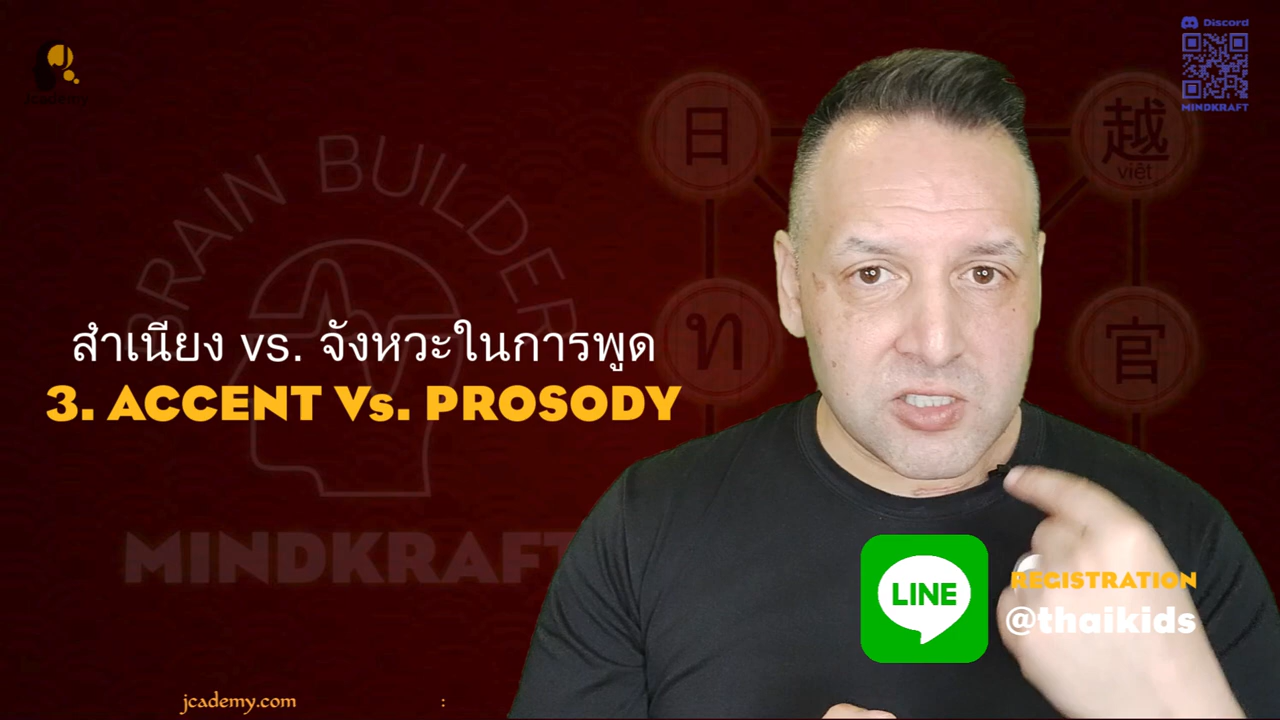 Discord
MINDKRAFT
jcademy
日
越
việt
BRAIN BUILDER
ท
官
สำเนียง vs. จังหวะในการพูด
3. ACCENT Vs. PROSODY
MINDKRAFT
LINE
REGISTRATION
@thaikids
jcademy.com
: